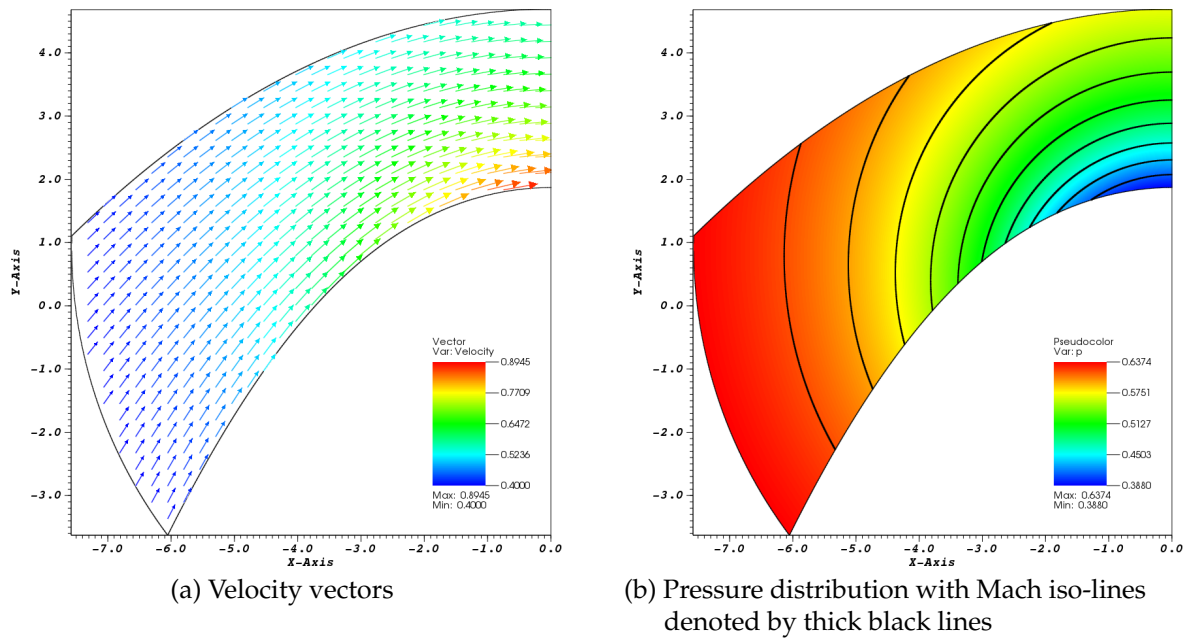 4.0
3.0
2.0
1.0
0.0
-1.0
-2.0
-3.0
Y-Axis
-7.0 -6.0 -5.0 -4.0 -3.0 -2.0 -1.0 0.0
X-Axis
Vector
Var: Velocity
0.8945
0.7709
0.6472
0.5236
0.4000
Max: 0.8945
Min: 0.4000
(a) Velocity vectors
4.0
3.0
2.0
1.0
0.0
-1.0
-2.0
-3.0
Y-Axis
-7.0 -6.0 -5.0 -4.0 -3.0 -2.0 -1.0 0.0
X-Axis
Pseudocolor
Var: p
0.6374
0.5751
0.5127
0.4503
0.3880
Max: 0.6374
Min: 0.3880
(b) Pressure distribution with Mach iso-lines
denoted by thick black lines